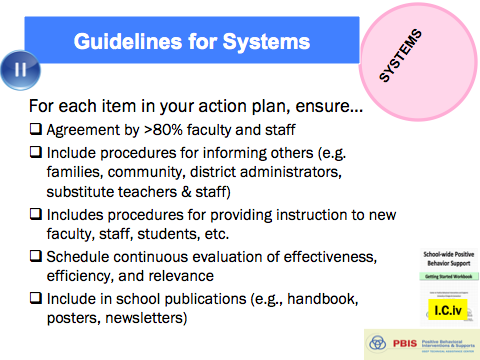 Guidelines for Systems
SYSTEMS
For each item in your action plan, ensure…
Agreement by >80% faculty and staff
Include procedures for informing others (e.g.
families, community, district administrators,
substitute teachers & staff)
Includes procedures for providing instruction to new
faculty, staff, students, etc.
Schedule continuous evaluation of effectiveness,
efficiency, and relevance
Include in school publications (e.g., handbook,
posters, newsletters)
School-wide Positive
Behavior Support
Getting Started Workbook
I.C.iv
PBIS
Positive Behavioral
Interventions & Supports